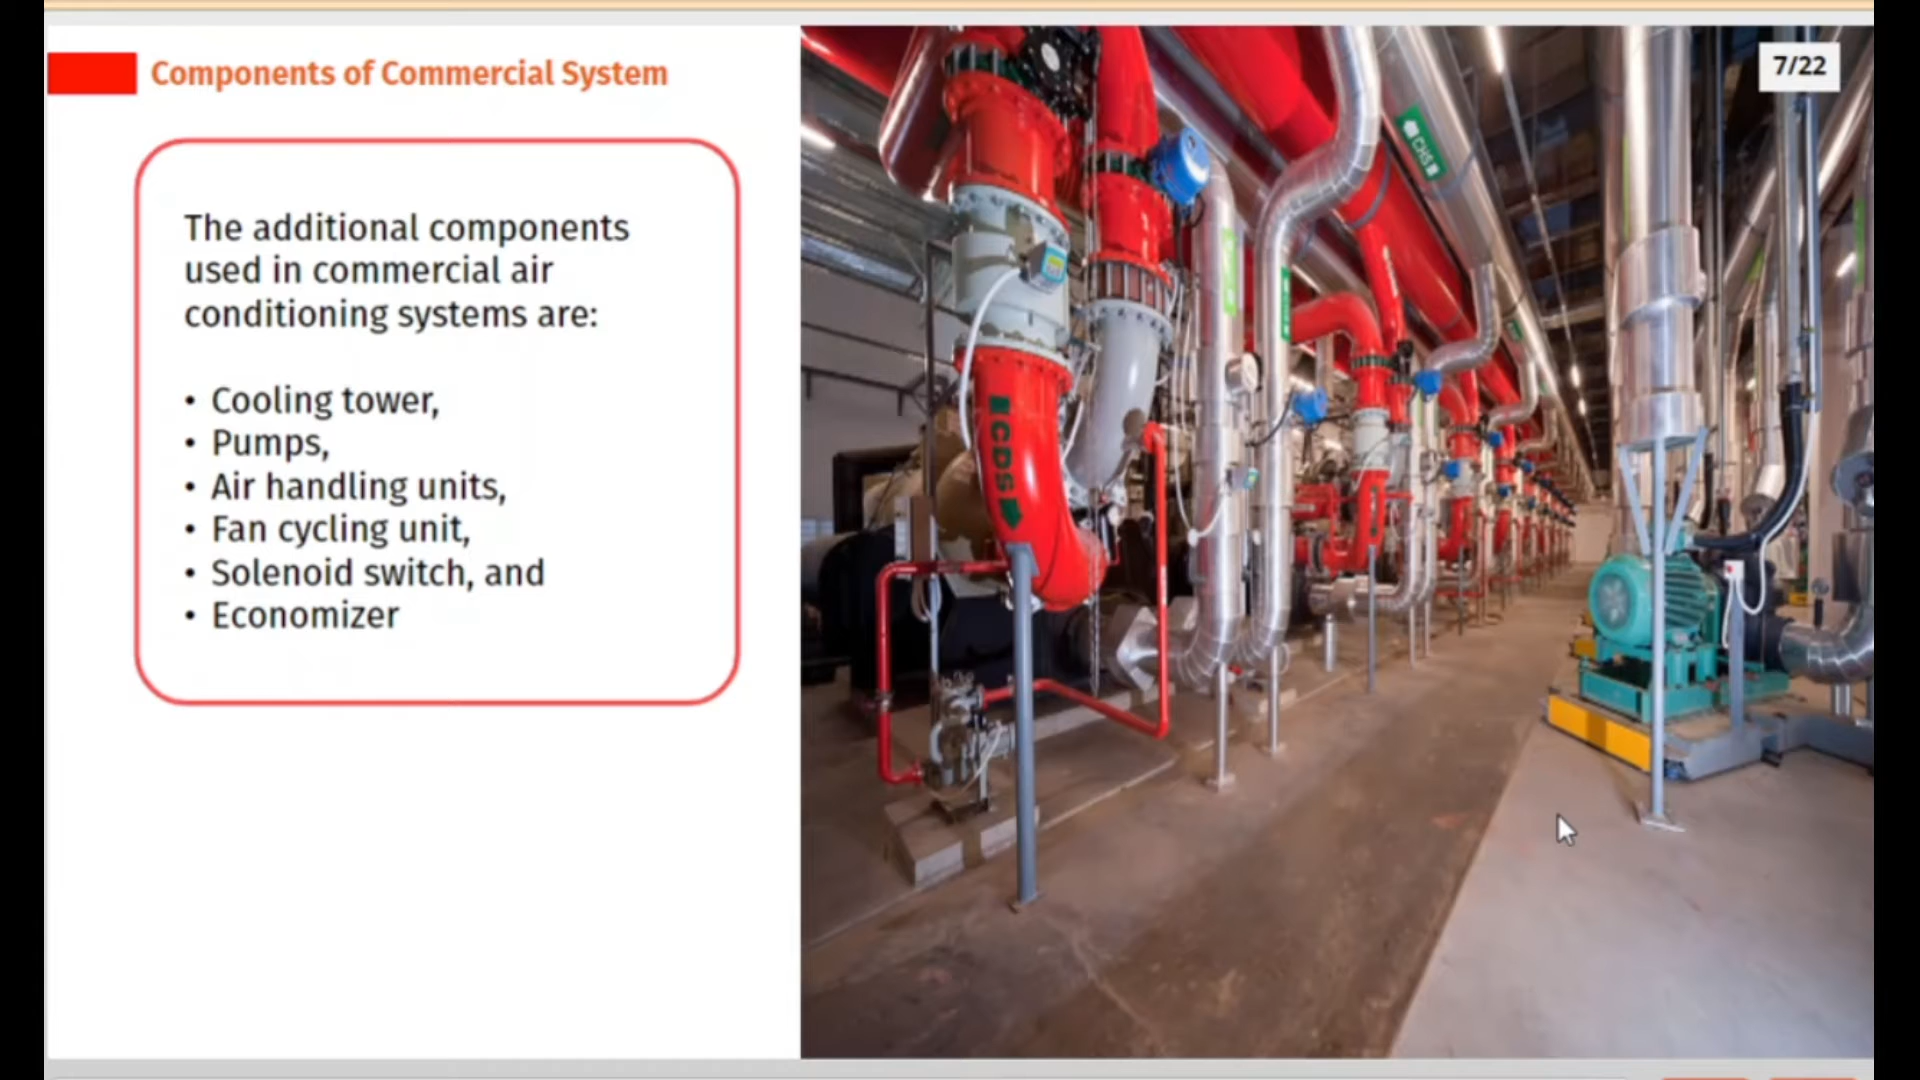 Components of Commercial System
7/22
The additional components
used in commercial air
conditioning systems are:
• Cooling tower,
• Pumps,
• Air handling units,
• Fan cycling unit,
• Solenoid switch, and
• Economizer
CHS
CDS